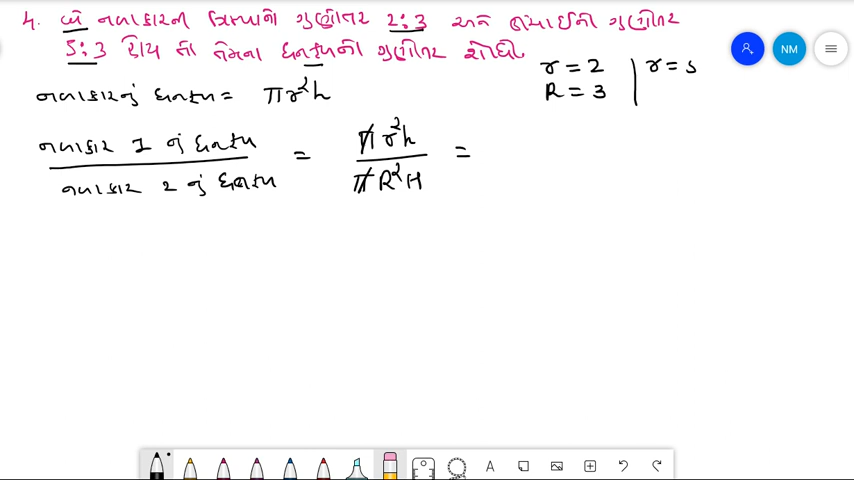 4. બે નળાકારની ત્રિજ્યાનો ગુણોત્તર 2:3 અને ઊંચાઈનો ગુણોત્તર
5:3 હોય તો તેમના ઘનફળનો ગુણોત્તર શોધો.
r = 2 | r = 5
R = 3
નળાકારનું ઘનફળ = πr²h
નળાકાર 1 નું ઘનફળ / નળાકાર 2 નું ઘનફળ = πr²h / πR²H =
NM
A